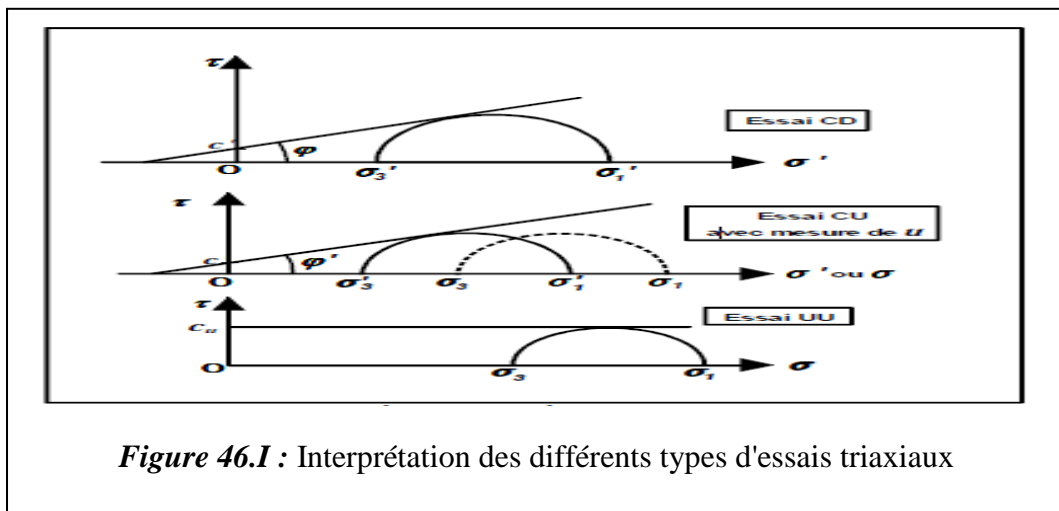 τ
Essai CD
c'
φ
O
σ₃'
σ₁'
σ '
τ
Essai CU
avec mesure de u
φ'
O
σ'₃
σ₃
σ'₁
σ₁
σ ' ou σ
τ
Essai UU
cᵤ
O
σ₃
σ₁
σ
Figure 46.I : Interprétation des différents types d'essais triaxiaux